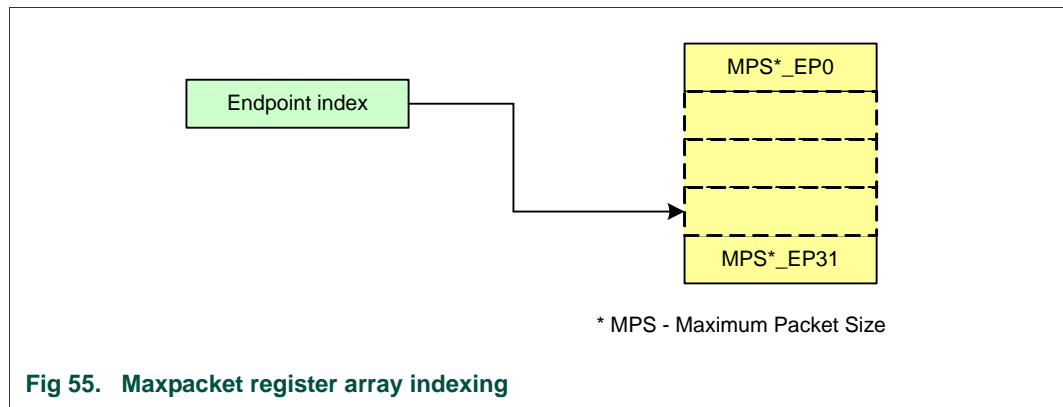 MPS*_EP0
Endpoint index
MPS*_EP31
* MPS - Maximum Packet Size
Fig 55. Maxpacket register array indexing